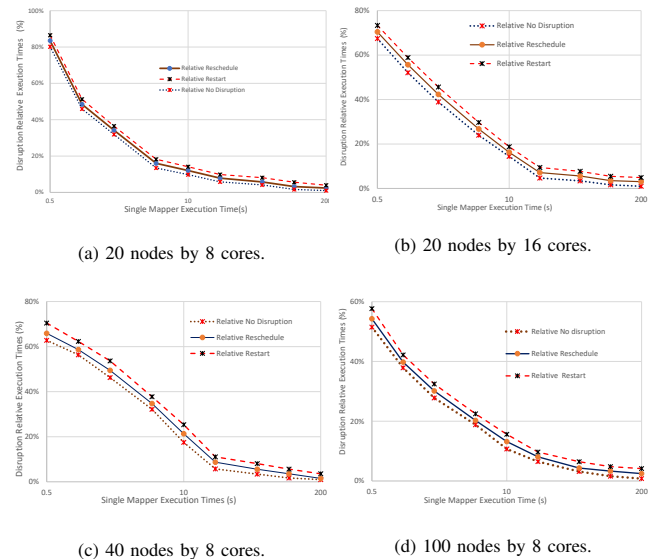 Disruption Relative Exeution Times (%)
100%
80%
60%
40%
20%
0%
Relative Reschedule
Relative Restart
Relative No Disruption
0.5
10
200
Single Mapper Execution Time(s)
(a) 20 nodes by 8 cores.
Disruption Relative Execution Times (%)
80%
60%
40%
20%
0%
Relative No Disruption
Relative Reschedule
Relative Restart
0.5
10
200
Single Mapper Execution Time (s)
(b) 20 nodes by 16 cores.
Disruption Relative Execution Times (%)
80%
60%
40%
20%
0%
Relative No Disruption
Relative Reschedule
Relative Restart
0.5
10
200
Single Mapper Execution Time (s)
(c) 40 nodes by 8 cores.
Disruption Relative Execution Times (%)
60%
40%
20%
0%
Relative No disruption
Relative Reschedule
Relative Restart
0.5
10
200
Single Mapper Execution Time (s)
(d) 100 nodes by 8 cores.